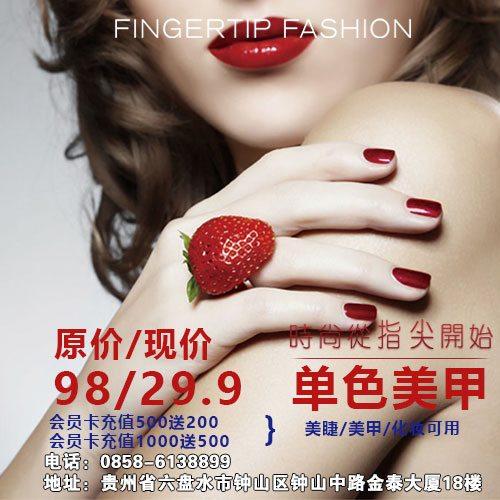 FINGERTIP FASHION
時尚從指尖開始
原价/现价
98/29.9
单色美甲
会员卡充值500送200
会员卡充值1000送500
}
美睫/美甲/化妆可用
电话：0858-6138899
地址：贵州省六盘水市钟山区钟山中路金泰大厦18楼